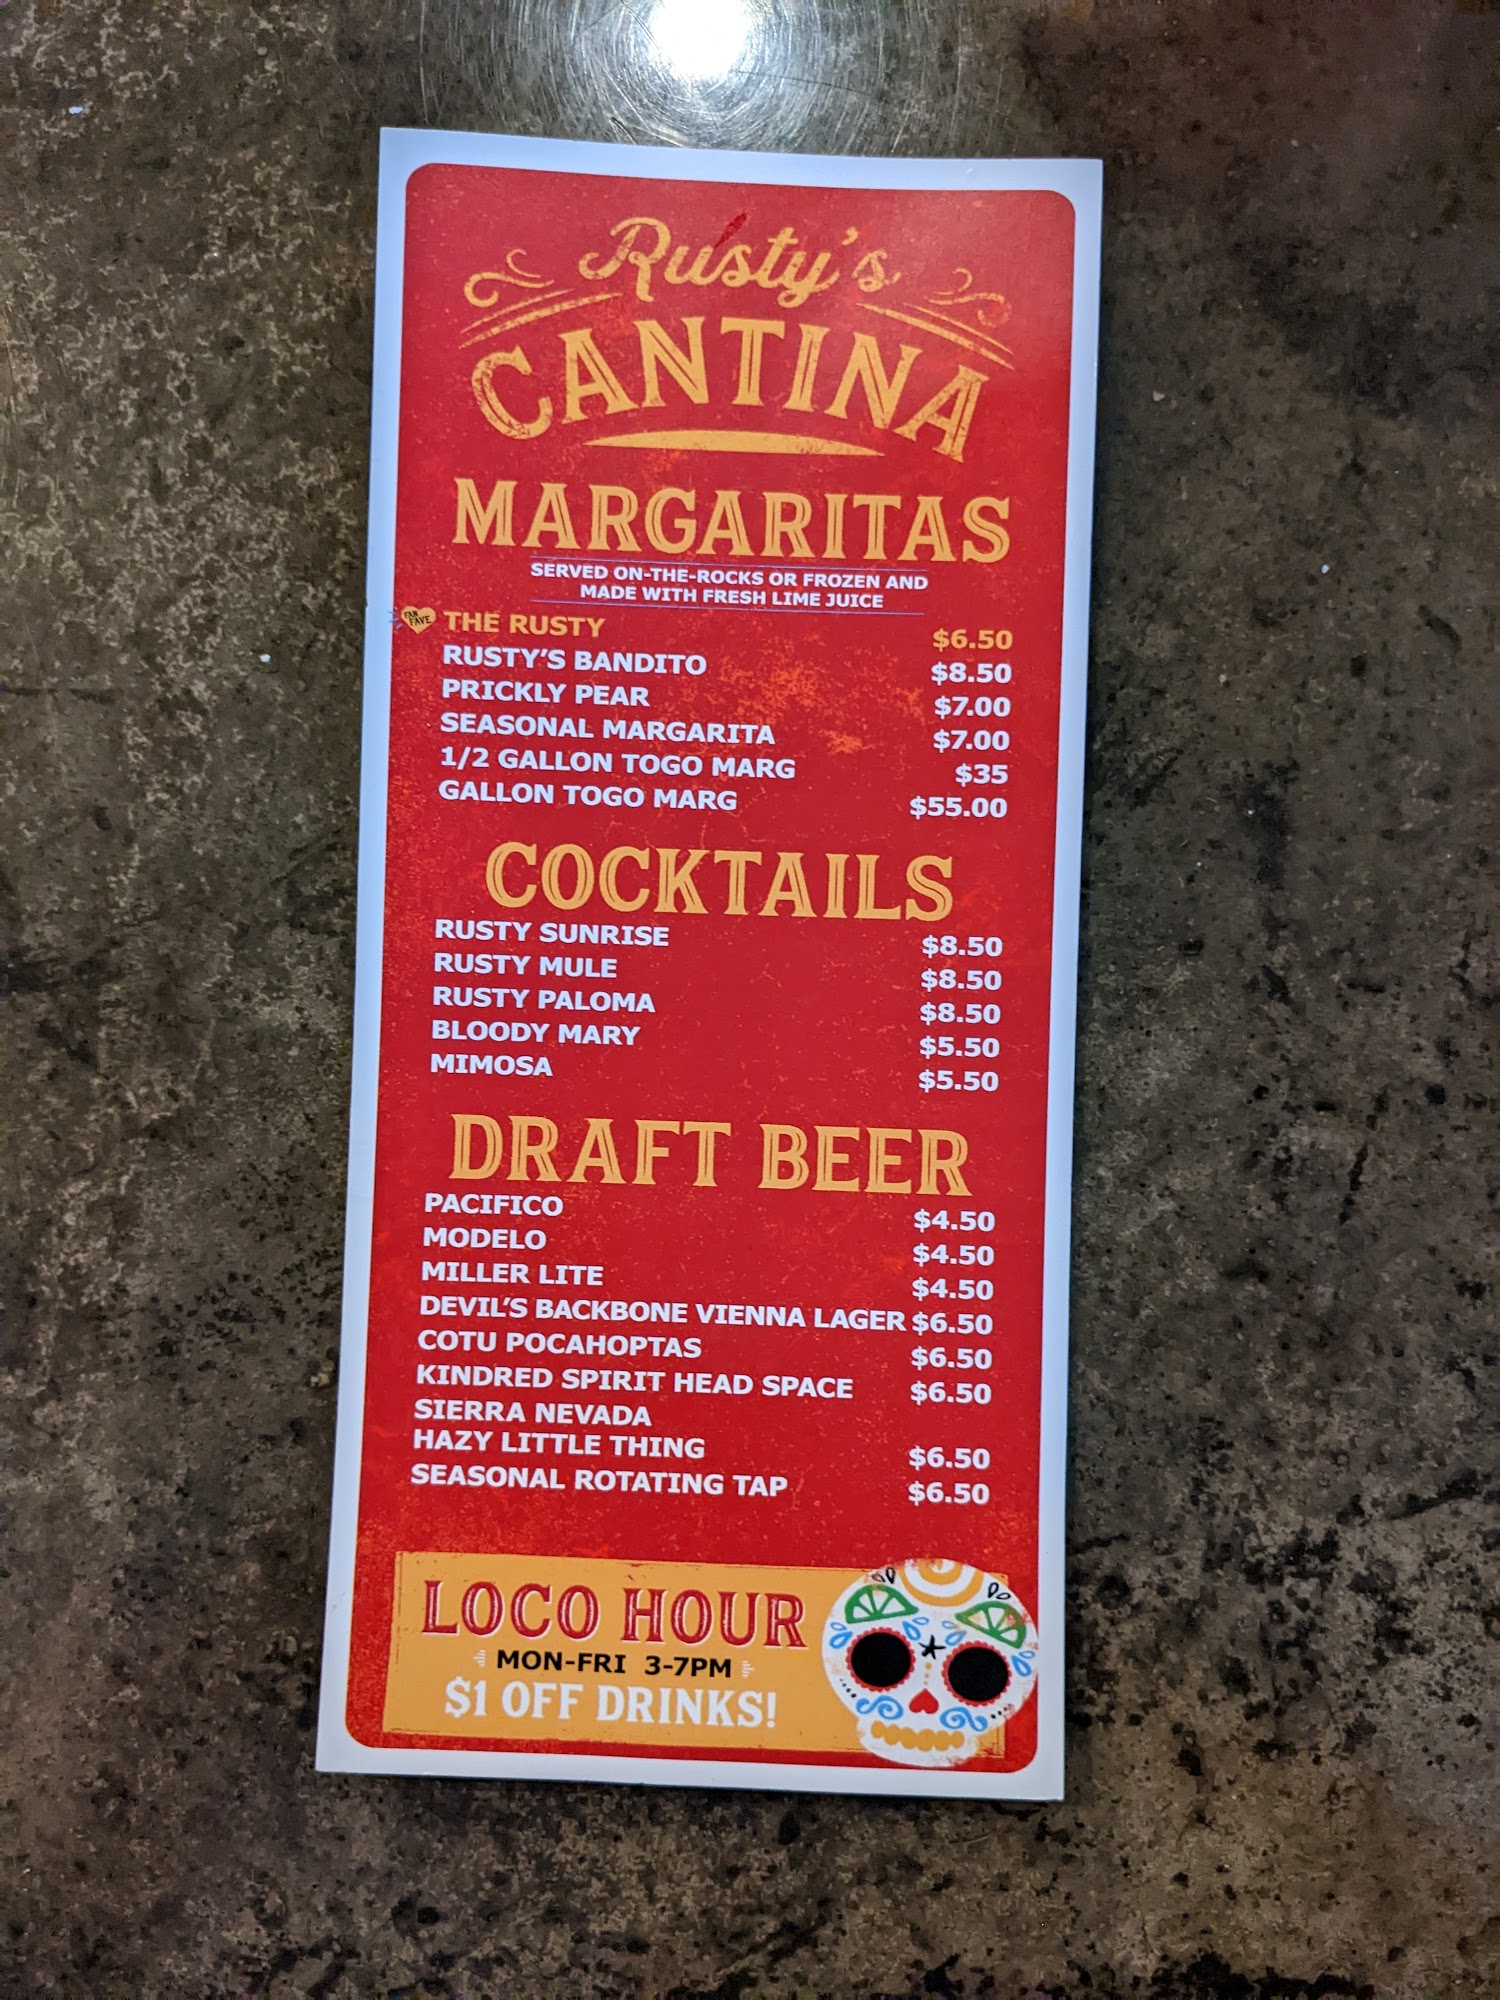 Rusty's
CANTINA
MARGARITAS
SERVED ON-THE-ROCKS OR FROZEN AND
MADE WITH FRESH LIME JUICE
FAN FAVE THE RUSTY $6.50
RUSTY'S BANDITO $8.50
PRICKLY PEAR $7.00
SEASONAL MARGARITA $7.00
1/2 GALLON TOGO MARG $35
GALLON TOGO MARG $55.00
COCKTAILS
RUSTY SUNRISE $8.50
RUSTY MULE $8.50
RUSTY PALOMA $8.50
BLOODY MARY $5.50
MIMOSA $5.50
DRAFT BEER
PACIFICO $4.50
MODELO $4.50
MILLER LITE $4.50
DEVIL'S BACKBONE VIENNA LAGER $6.50
COTU POCAHOPTAS $6.50
KINDRED SPIRIT HEAD SPACE $6.50
SIERRA NEVADA
HAZY LITTLE THING $6.50
SEASONAL ROTATING TAP $6.50
LOCO HOUR
MON-FRI 3-7PM
$1 OFF DRINKS!